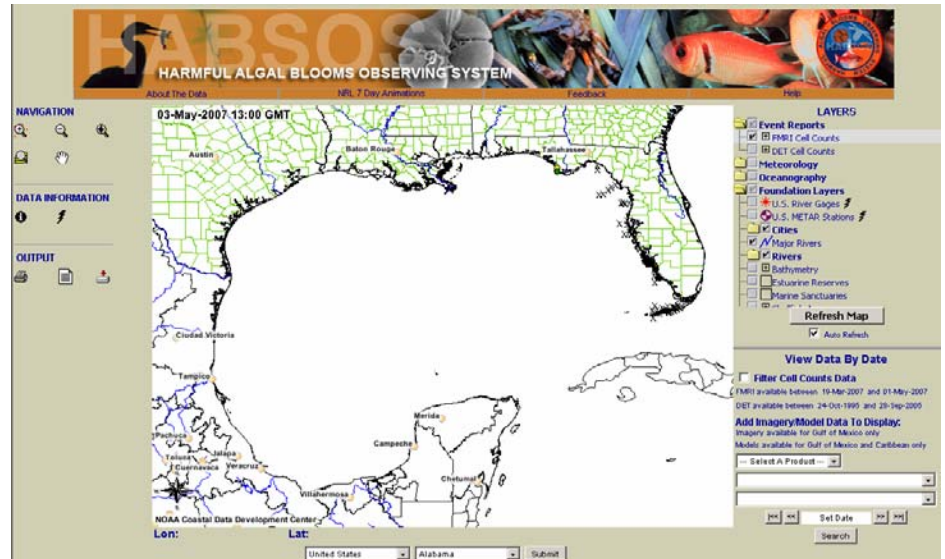 HABSOS
HARMFUL ALGAL BLOOMS OBSERVING SYSTEM
About The Data
NRL 7 Day Animations
Feedback
Help
NAVIGATION
DATA INFORMATION
OUTPUT
03-May-2007 13:00 GMT
Austin
Baton Rouge
Tallahassee
Ciudad Victoria
Tampico
Pachuca
Toluca
Jalapa
Cuernavaca
Veracruz
Merida
Campeche
Chetumal
Villahermosa
NOAA Coastal Data Development Center
Lon:
Lat:
United States
Alabama
Submit
LAYERS
Event Reports
FMRI Cell Counts
DET Cell Counts
Meteorology
Oceanography
Foundation Layers
U.S. River Gages
U.S. METAR Stations
Cities
Major Rivers
Rivers
Bathymetry
Estuarine Reserves
Marine Sanctuaries
Refresh Map
Auto Refresh
View Data By Date
Filter Cell Counts Data
FMRI available between 19-Mar-2007 and 01-May-2007
DET available between 24-Oct-1995 and 28-Sep-2005
Add Imagery/Model Data To Display:
Imagery available for Gulf of Mexico only
Models available for Gulf of Mexico and Caribbean only
--- Select A Product ---
|<<
<<
Set Date
>>
>>|
Search